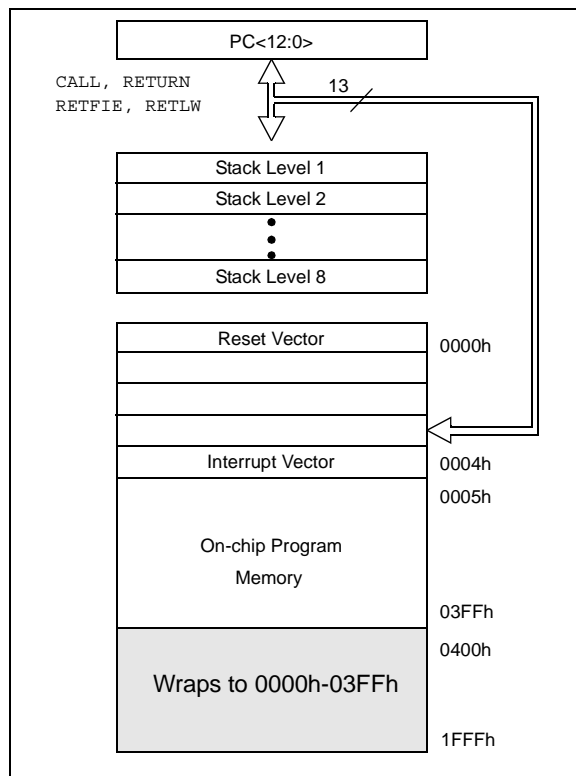 PC<12:0>
CALL, RETURN
RETFIE, RETLW
13
Stack Level 1
Stack Level 2
Stack Level 8
Reset Vector
0000h
Interrupt Vector
0004h
0005h
On-chip Program
Memory
03FFh
0400h
Wraps to 0000h-03FFh
1FFFh